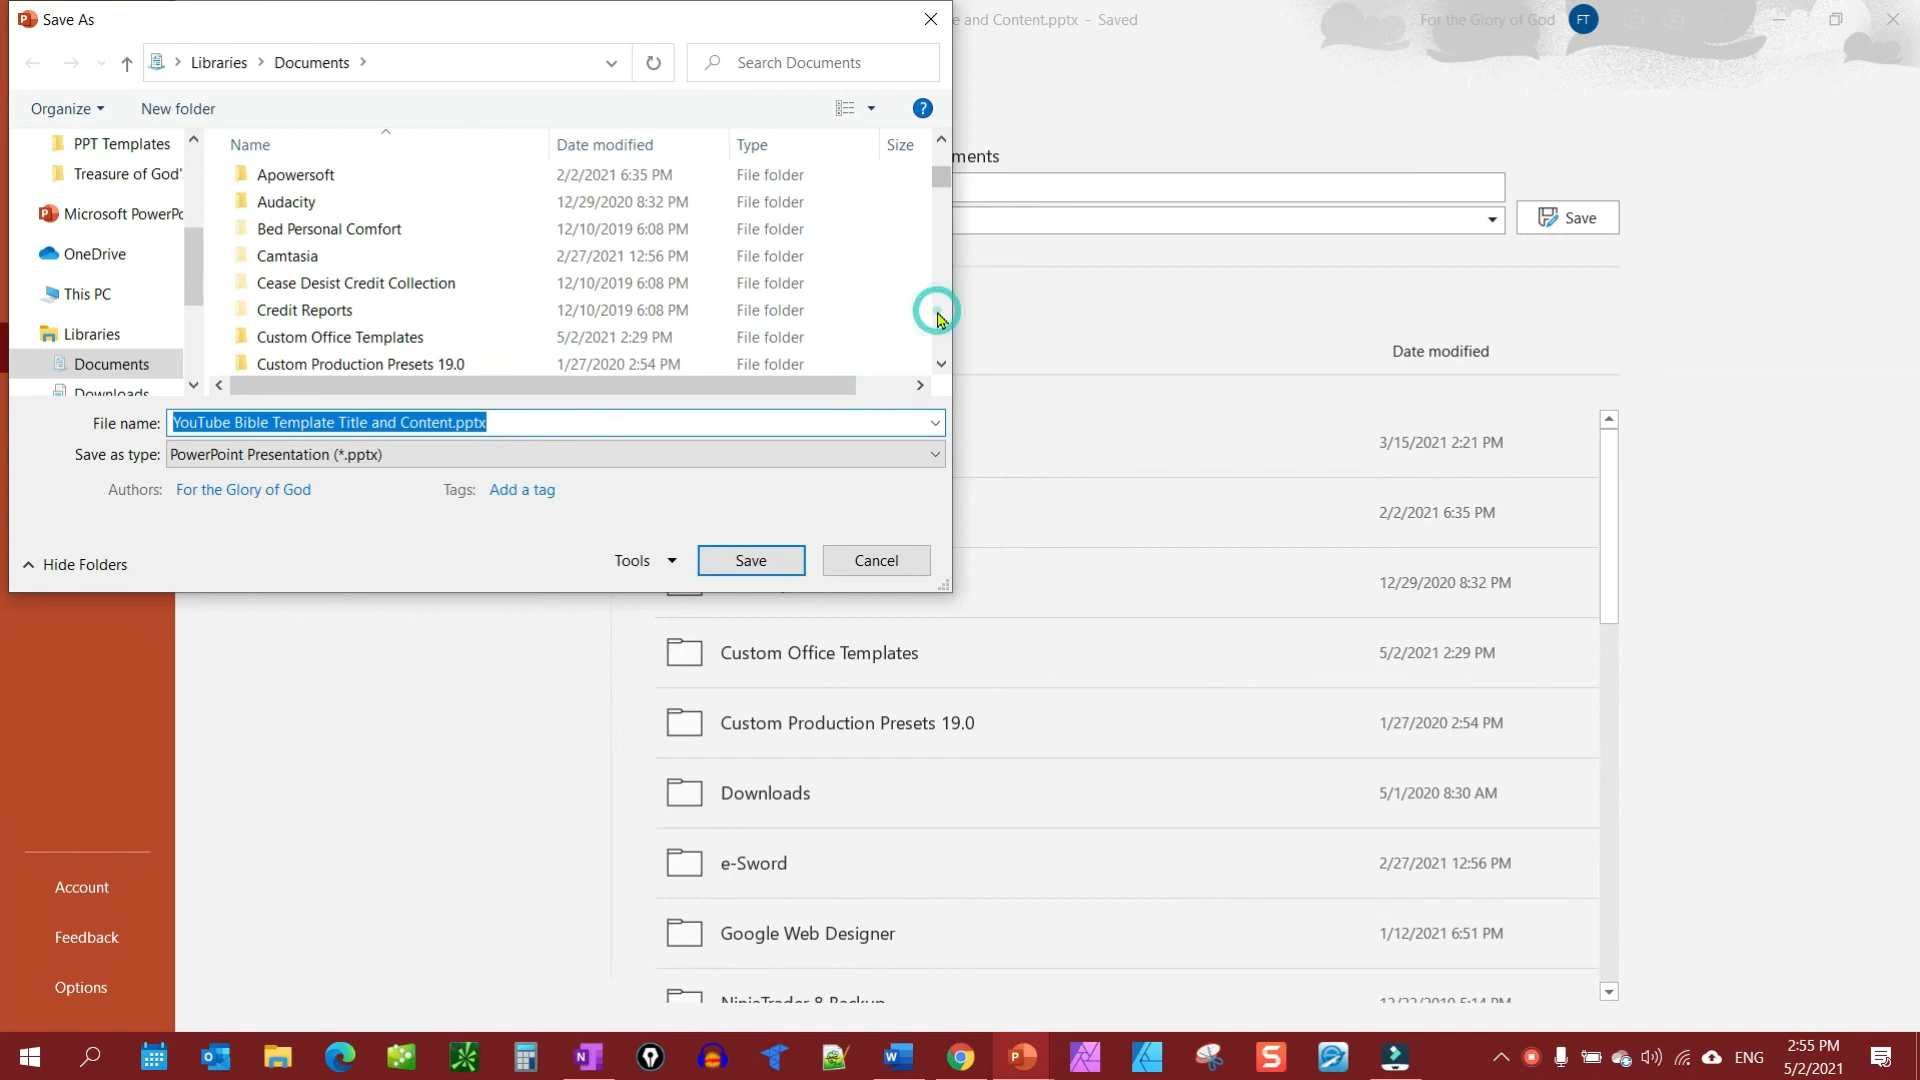 Save As
e and Content.pptx - Saved
For the Glory of God
FT
Libraries
Documents
Search Documents
Organize
New folder
?
PPT Templates
Treasure of God'
Microsoft PowerPo
OneDrive
This PC
Libraries
Documents
Downloads
Name
Date modified
Type
Size
Apowersoft
2/2/2021 6:35 PM
File folder
Audacity
12/29/2020 8:32 PM
File folder
Bed Personal Comfort
12/10/2019 6:08 PM
File folder
Camtasia
2/27/2021 12:56 PM
File folder
Cease Desist Credit Collection
12/10/2019 6:08 PM
File folder
Credit Reports
12/10/2019 6:08 PM
File folder
Custom Office Templates
5/2/2021 2:29 PM
File folder
Custom Production Presets 19.0
1/27/2020 2:54 PM
File folder
File name:
YouTube Bible Template Title and Content.pptx
Save as type:
PowerPoint Presentation (*.pptx)
Authors:
For the Glory of God
Tags:
Add a tag
Hide Folders
Tools
Save
Cancel
ments
Save
Date modified
3/15/2021 2:21 PM
2/2/2021 6:35 PM
12/29/2020 8:32 PM
Custom Office Templates
5/2/2021 2:29 PM
Custom Production Presets 19.0
1/27/2020 2:54 PM
Downloads
5/1/2020 8:30 AM
e-Sword
2/27/2021 12:56 PM
Google Web Designer
1/12/2021 6:51 PM
NinjaTrader 8 Backup
12/22/2019 5:14 PM
Account
Feedback
Options
ENG
2:55 PM
5/2/2021